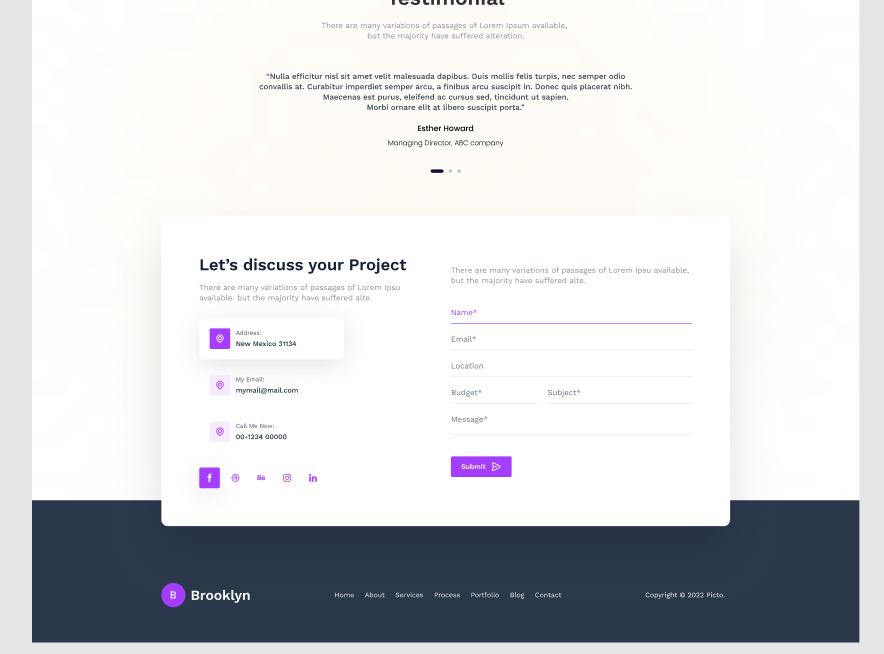 Testimonial
There are many variations of passages of Lorem Ipsum available,
but the majority have suffered alteration.
“Nulla efficitur nisl sit amet velit malesuada dapibus. Duis mollis felis turpis, nec semper odio
convallis at. Curabitur imperdiet semper arcu, a finibus arcu suscipit in. Donec quis placerat nibh.
Maecenas est purus, eleifend ac cursus sed, tincidunt ut sapien.
Morbi ornare elit at libero suscipit porta.”
Esther Howard
Managing Director, ABC company
Let’s discuss your Project
There are many variations of passages of Lorem Ipsu
available. but the majority have suffered alte.
Address:
New Mexico 31134
My Email:
mymail@mail.com
Call Me Now:
00-1234 00000
f
Bē
in
There are many variations of passages of Lorem Ipsu available,
but the majority have suffered alte.
Name*
Email*
Location
Budget* Subject*
Message*
Submit
B Brooklyn
Home About Services Process Portfolio Blog Contact
Copyright © 2022 Picto.